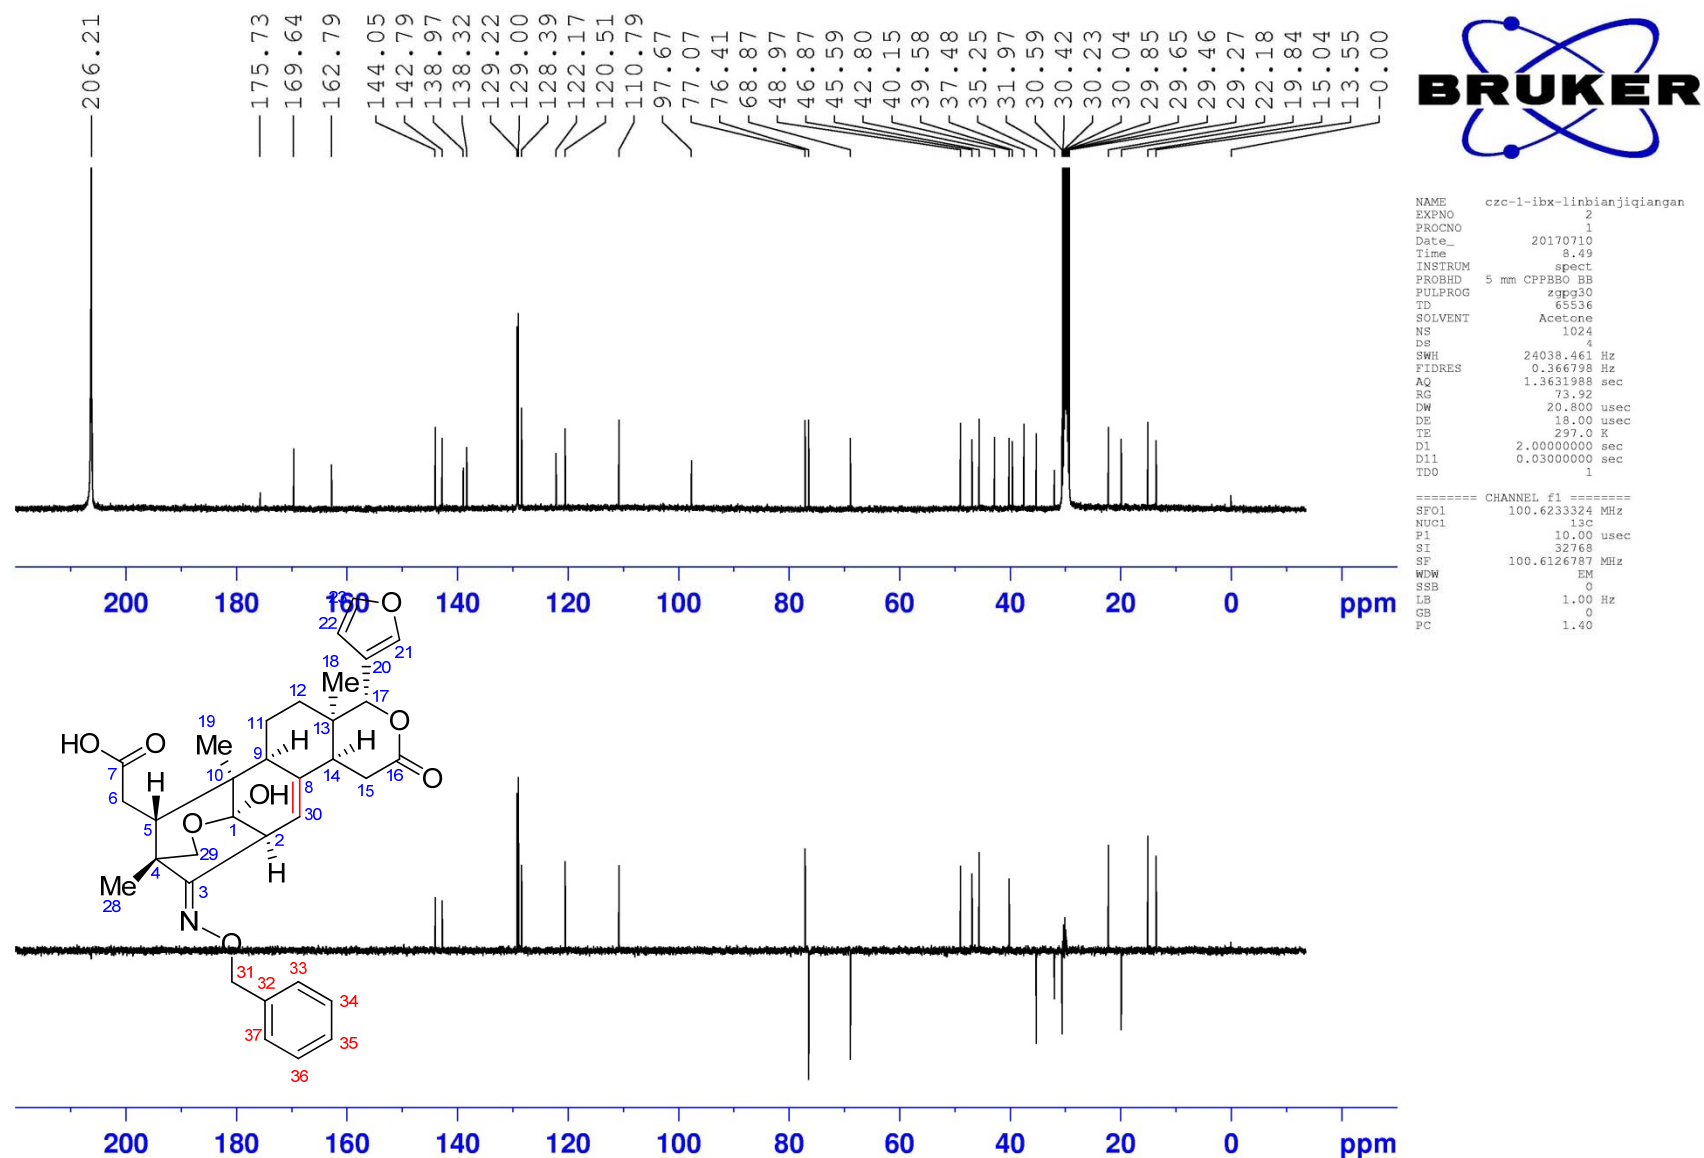 206.21
175.73
169.64
162.79
144.05
142.79
138.97
138.32
129.22
129.00
128.39
122.17
120.51
110.79
97.67
77.07
76.41
68.87
48.97
46.87
45.59
42.80
40.15
39.58
37.48
35.25
31.97
30.59
30.42
30.23
30.04
29.85
29.65
29.46
29.27
22.18
19.84
15.04
13.55
-0.00
BRUKER
NAME czc-1-ibx-linbianjiqiangan
EXPNO 2
PROCNO 1
Date_ 20170710
Time 8.49
INSTRUM spect
PROBHD 5 mm CPPBBO BB
PULPROG zgpg30
TD 65536
SOLVENT Acetone
NS 1024
DS 4
SWH 24038.461 Hz
FIDRES 0.366798 Hz
AQ 1.3631988 sec
RG 73.92
DW 20.800 usec
DE 18.00 usec
TE 297.0 K
D1 2.00000000 sec
D11 0.03000000 sec
TD0 1
======== CHANNEL f1 ========
SFO1 100.6233324 MHz
NUC1 13C
P1 10.00 usec
SI 32768
SF 100.6126787 MHz
WDW EM
SSB 0
LB 1.00 Hz
GB 0
PC 1.40
200 180 160 140 120 100 80 60 40 20 0 ppm
23 O
22
21
18 20
Me
12 17
11 13 O
19
HO O Me H H
9
7 10 14 16 O
H 8 15
6 OH
5 O 1 30
2
29
4 H
Me 3
28
N
O
31 33
32
34
37
35
36
200 180 160 140 120 100 80 60 40 20 0 ppm